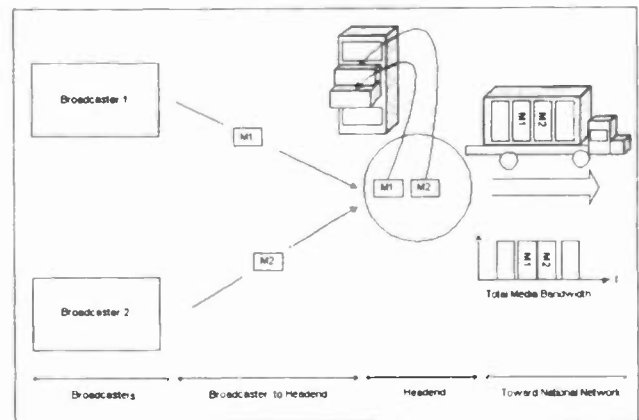 Broadcaster 1
M1
M2
Broadcaster 2
M1 M2
M1 M2
M1 M2
f
Total Media Bandwidth
Broadcasters
Broadcaster to Headend
Headend
Toward National Network